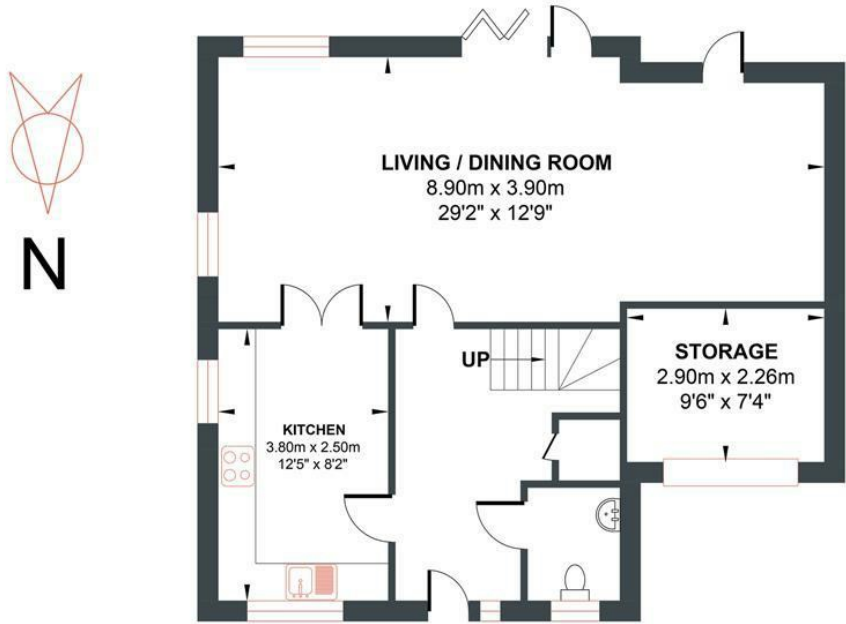 N
LIVING / DINING ROOM
8.90m x 3.90m
29'2" x 12'9"
UP
STORAGE
2.90m x 2.26m
9'6" x 7'4"
KITCHEN
3.80m x 2.50m
12'5" x 8'2"